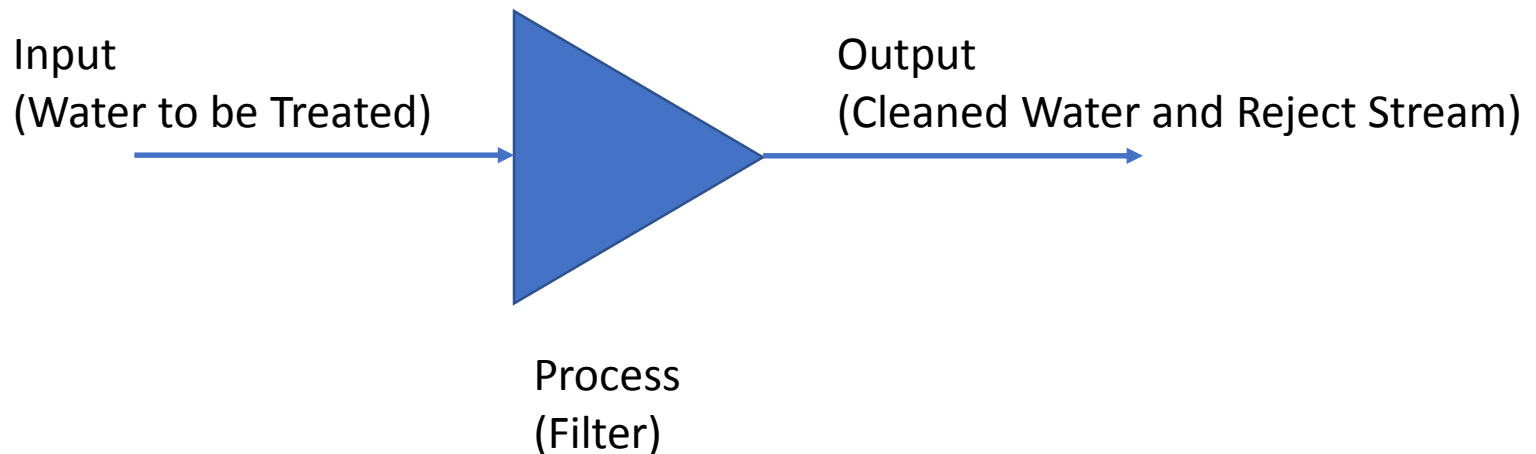 Input
(Water to be Treated)
Output
(Cleaned Water and Reject Stream)
Process
(Filter)